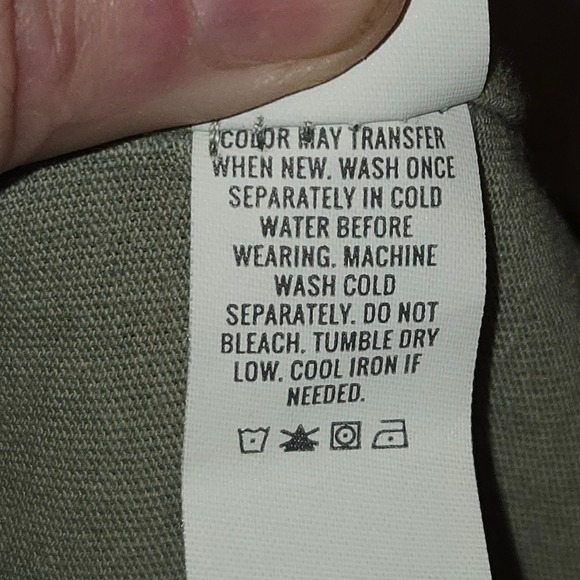 COLOR MAY TRANSFER
WHEN NEW. WASH ONCE
SEPARATELY IN COLD
WATER BEFORE
WEARING. MACHINE
WASH COLD
SEPARATELY. DO NOT
BLEACH. TUMBLE DRY
LOW. COOL IRON IF
NEEDED.